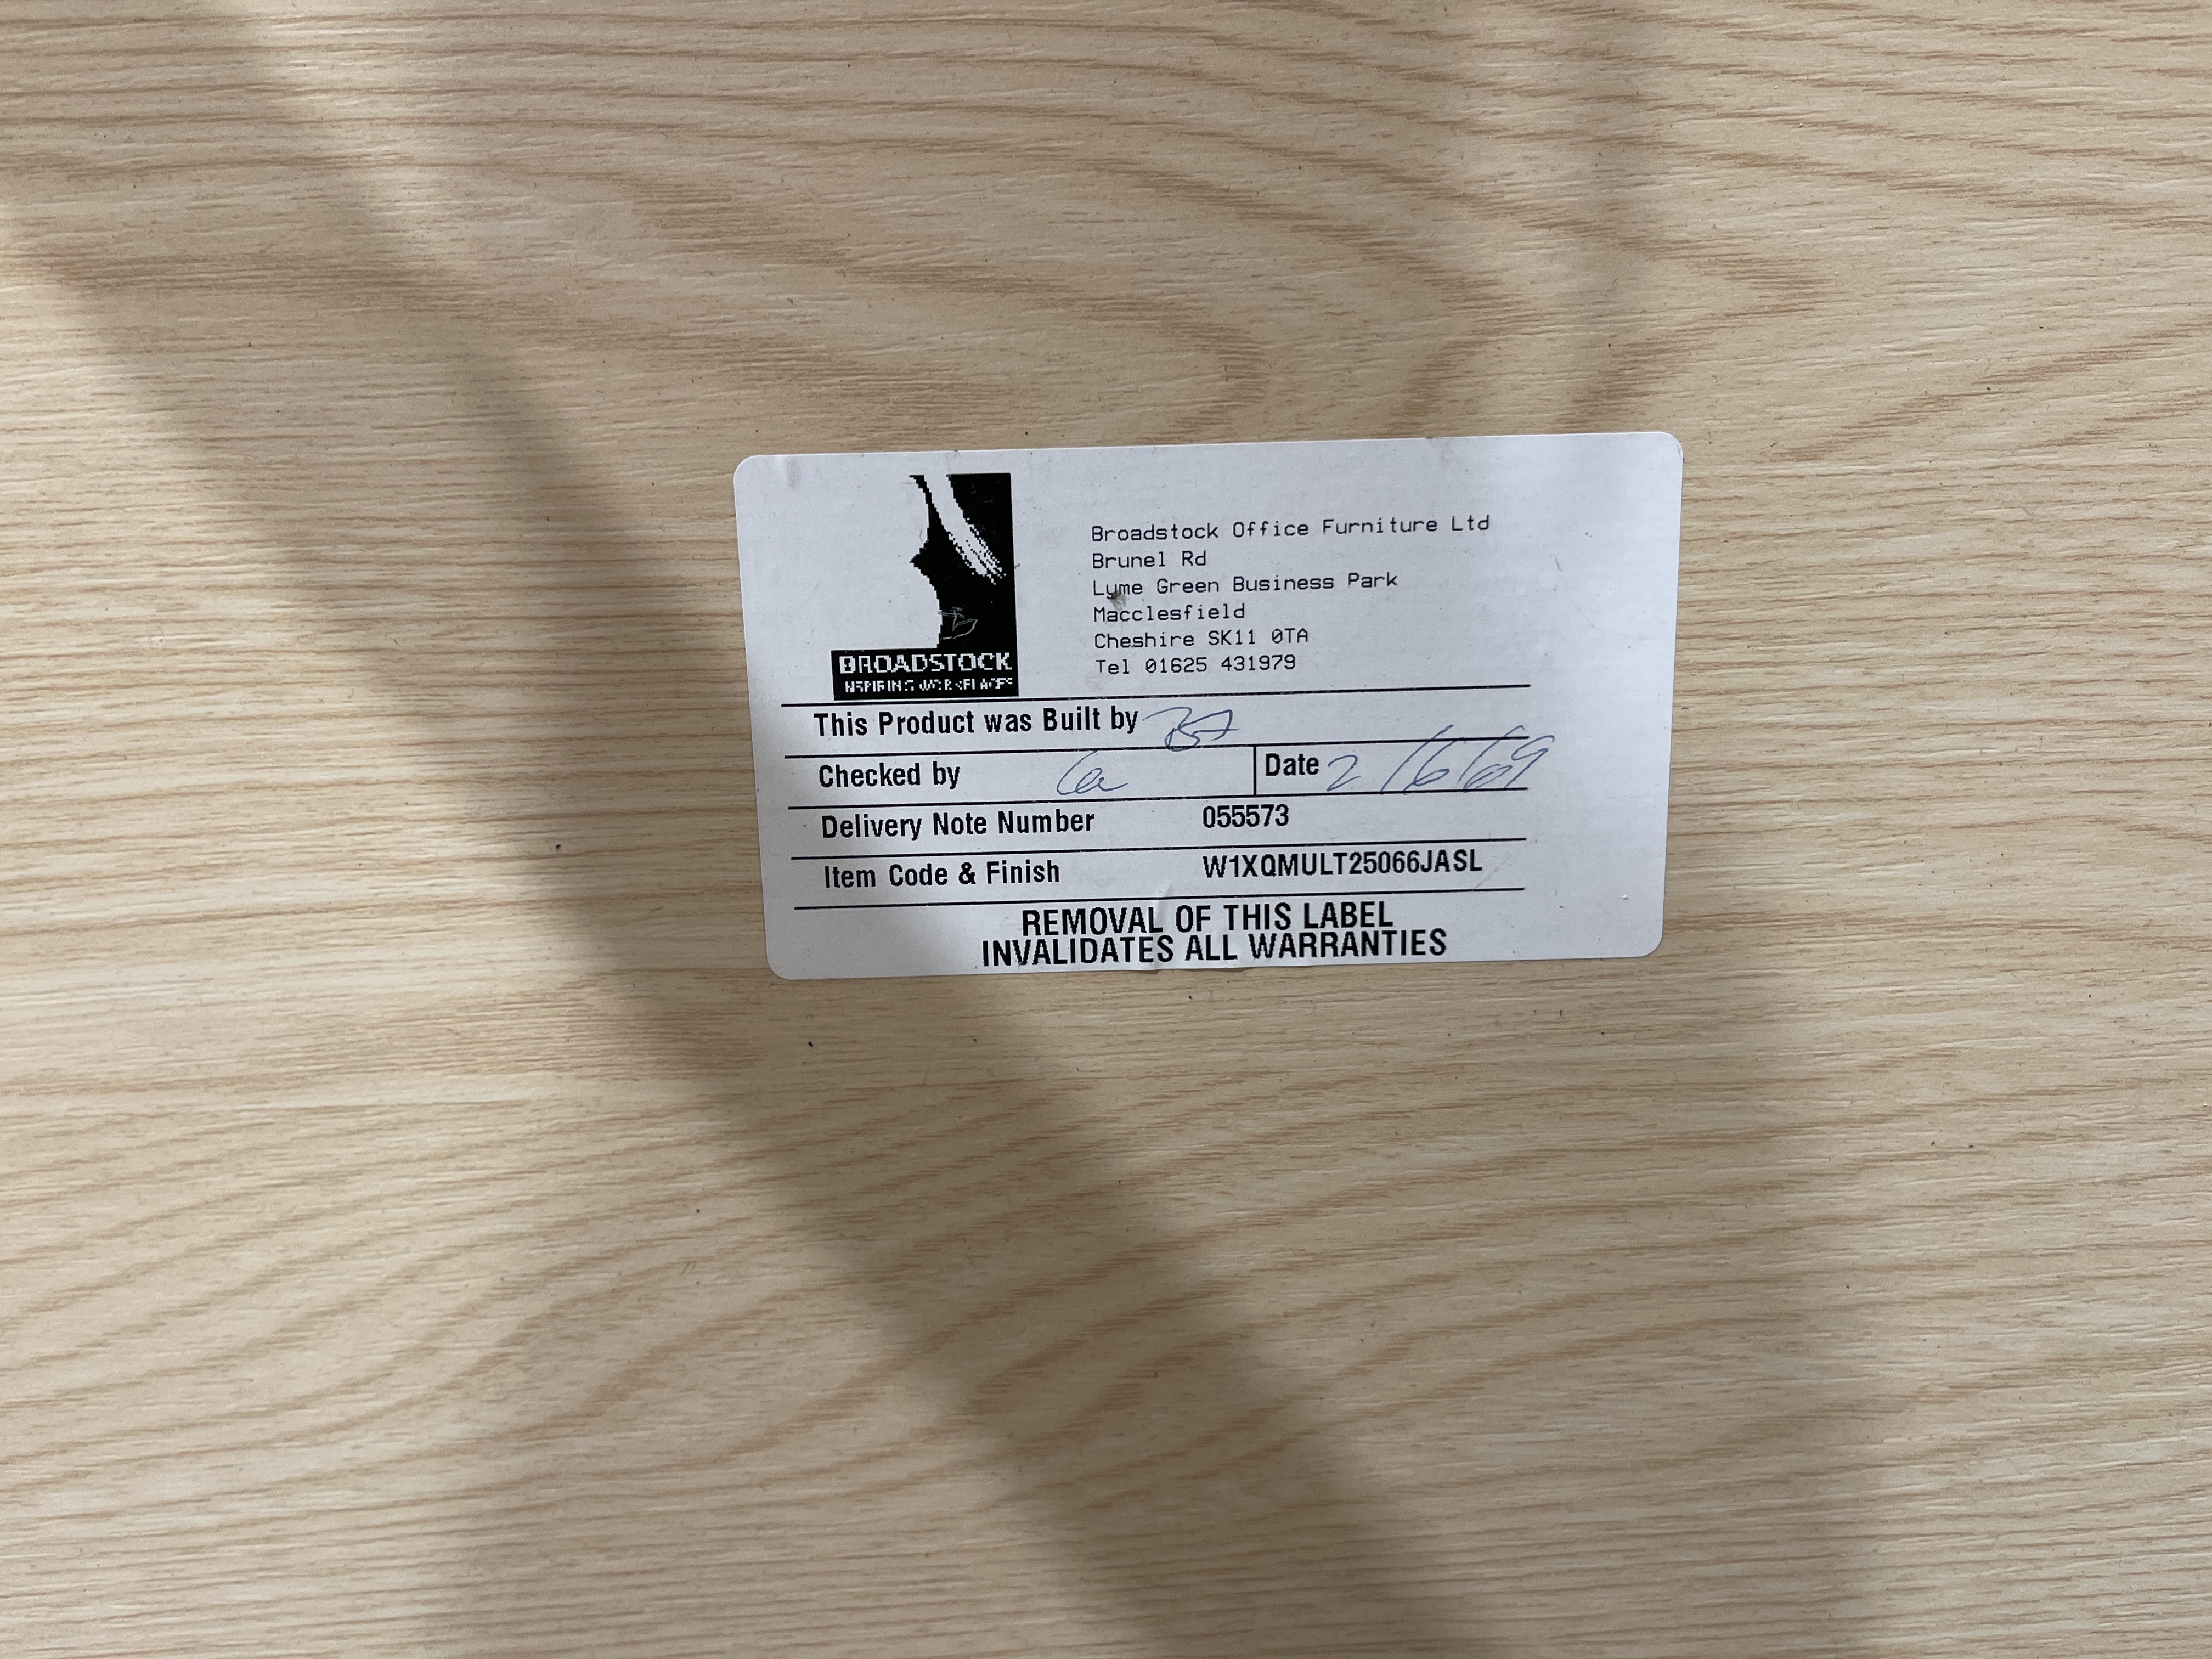 BROADSTOCK
Broadstock Office Furniture Ltd
Brunel Rd
Lyme Green Business Park
Macclesfield
Cheshire SK11 0TA
Tel 01625 431979
This Product was Built by
Checked by
Date 2/6/69
Delivery Note Number 055573
Item Code & Finish W1XQMULT25066JASL
REMOVAL OF THIS LABEL
INVALIDATES ALL WARRANTIES